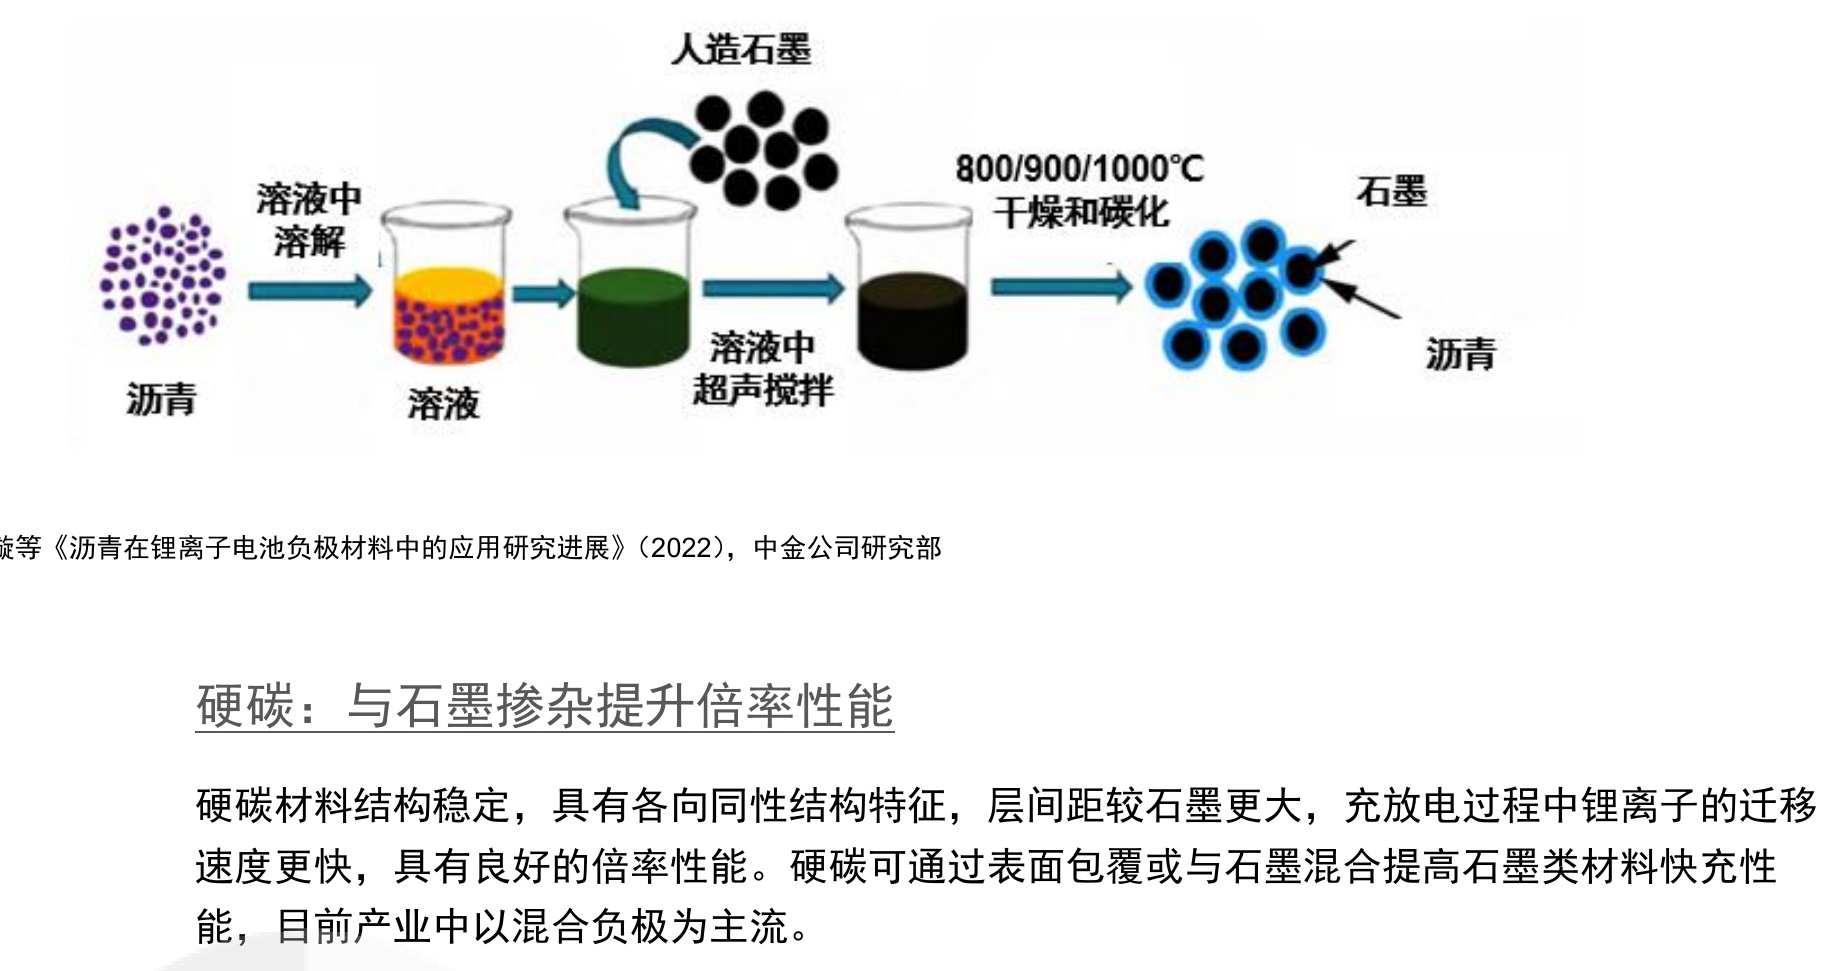 人造石墨
800/900/1000℃
干燥和碳化
石墨
溶液中
溶解
沥青
溶液
溶液中
超声搅拌
沥青
等《沥青在锂离子电池负极材料中的应用研究进展》（2022），中金公司研究部
硬碳：与石墨掺杂提升倍率性能
硬碳材料结构稳定，具有各向同性结构特征，层间距较石墨更大，充放电过程中锂离子的迁移
速度更快，具有良好的倍率性能。硬碳可通过表面包覆或与石墨混合提高石墨类材料快充性
能，目前产业中以混合负极为主流。